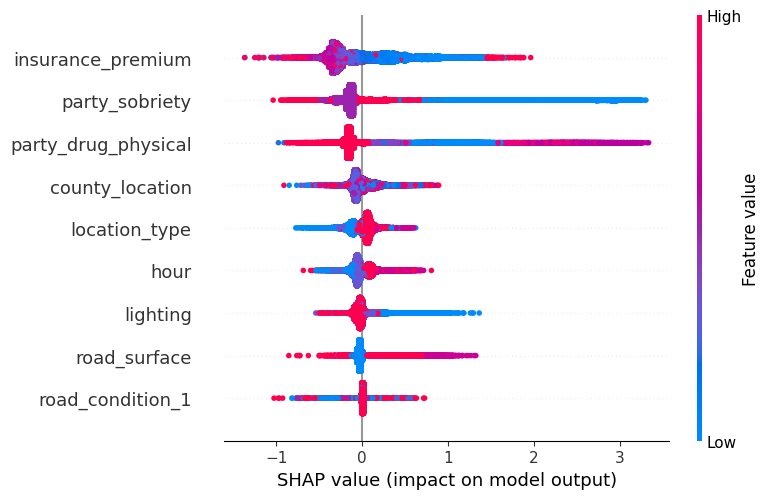 High
insurance_premium
party_sobriety
party_drug_physical
county_location
location_type
hour
lighting
road_surface
road_condition_1
Feature value
Low
−1 0 1 2 3
SHAP value (impact on model output)